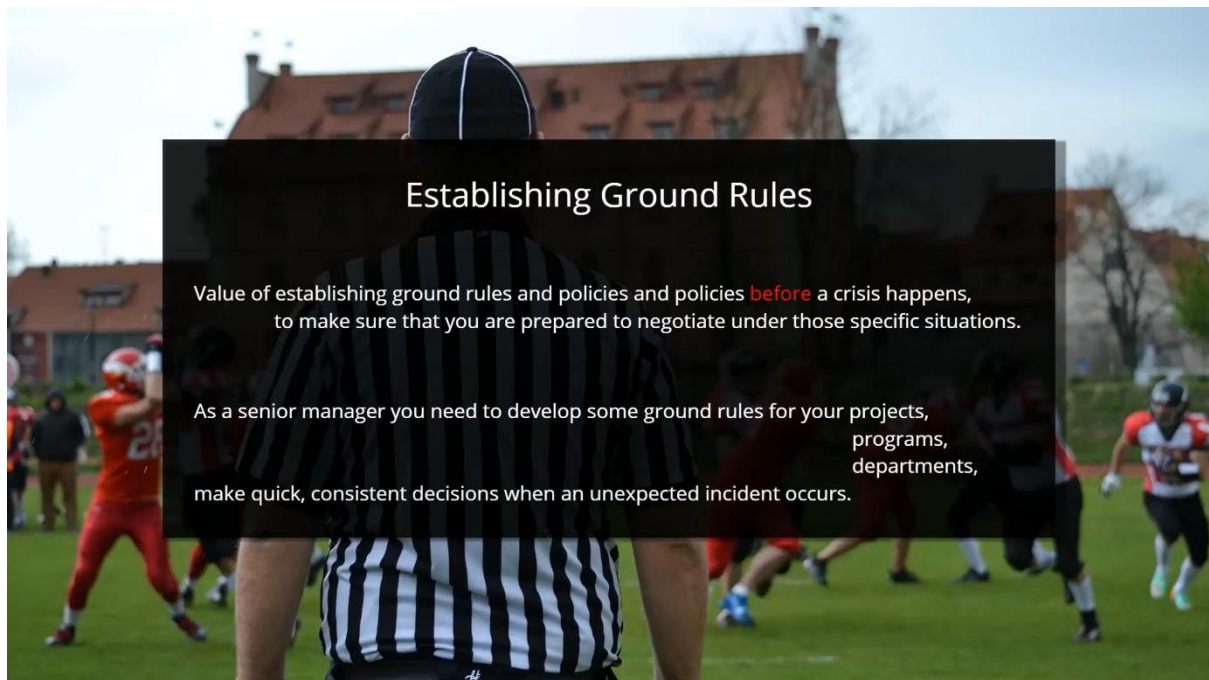 Establishing Ground Rules
Value of establishing ground rules and policies and policies before a crisis happens,
to make sure that you are prepared to negotiate under those specific situations.
As a senior manager you need to develop some ground rules for your projects,
programs,
departments,
make quick, consistent decisions when an unexpected incident occurs.